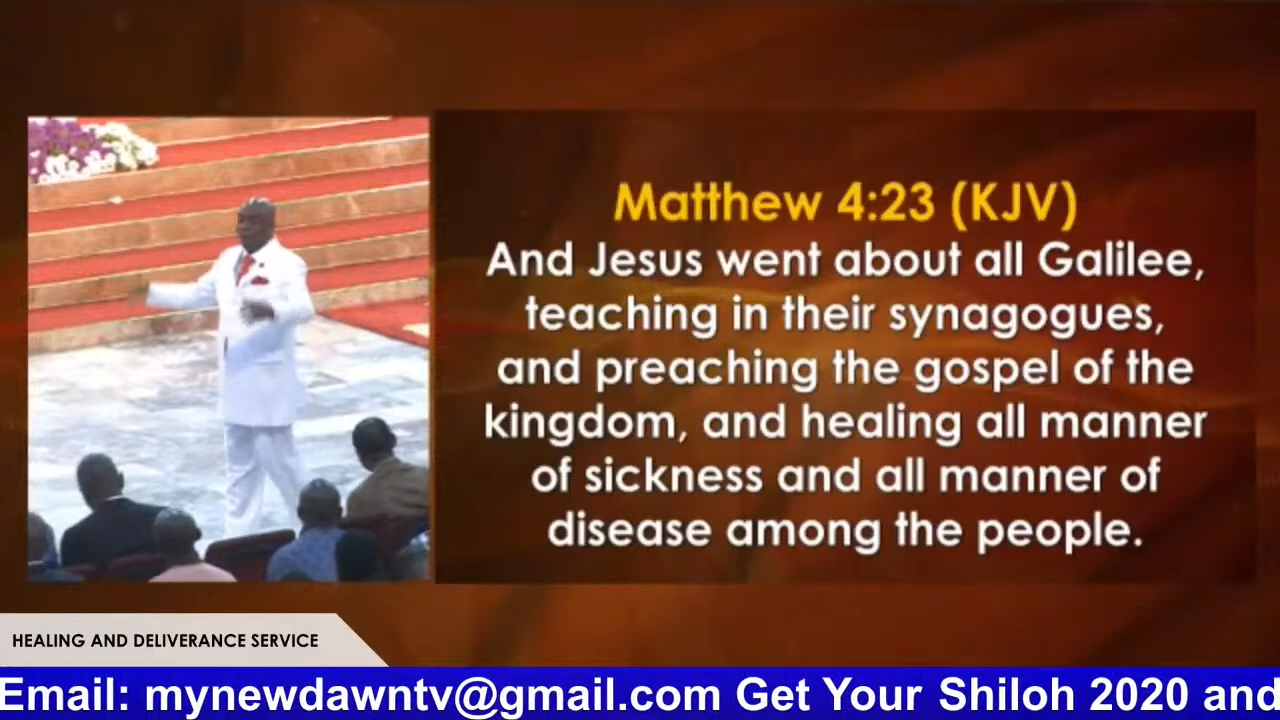 Matthew 4:23 (KJV)
And Jesus went about all Galilee,
teaching in their synagogues,
and preaching the gospel of the
kingdom, and healing all manner
of sickness and all manner of
disease among the people.
HEALING AND DELIVERANCE SERVICE
Email: mynewdawntv@gmail.com Get Your Shiloh 2020 and